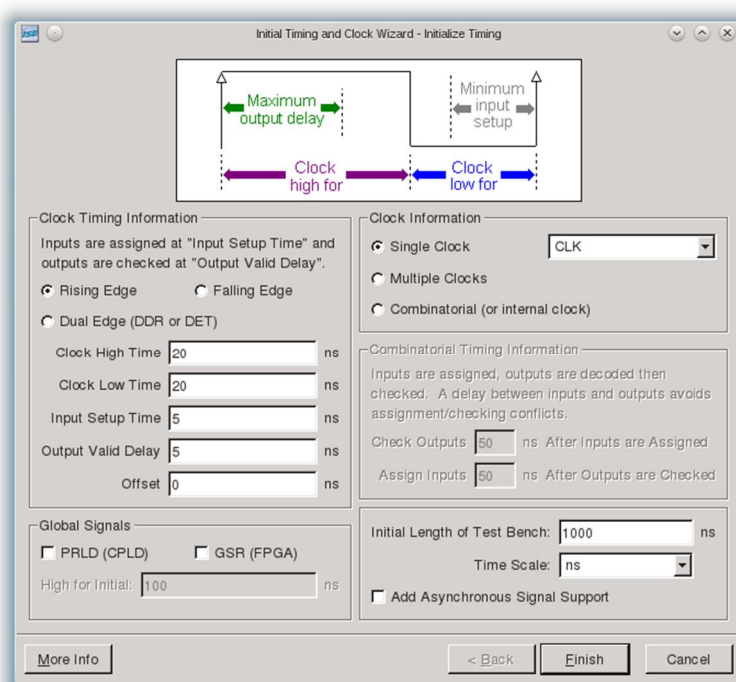 ISE
Initial Timing and Clock Wizard - Initialize Timing
Maximum
output delay
Minimum
input
setup
Clock
high for
Clock
low for
Clock Timing Information
Inputs are assigned at "Input Setup Time" and
outputs are checked at "Output Valid Delay".
Rising Edge
Falling Edge
Dual Edge (DDR or DET)
Clock High Time 20 ns
Clock Low Time 20 ns
Input Setup Time 5 ns
Output Valid Delay 5 ns
Offset 0 ns
Global Signals
PRLD (CPLD)
GSR (FPGA)
High for Initial: 100 ns
Clock Information
Single Clock
CLK
Multiple Clocks
Combinatorial (or internal clock)
Combinatorial Timing Information
Inputs are assigned, outputs are decoded then
checked. A delay between inputs and outputs avoids
assignment/checking conflicts.
Check Outputs 50 ns After Inputs are Assigned
Assign Inputs 50 ns After Outputs are Checked
Initial Length of Test Bench: 1000 ns
Time Scale: ns
Add Asynchronous Signal Support
More Info
< Back
Finish
Cancel